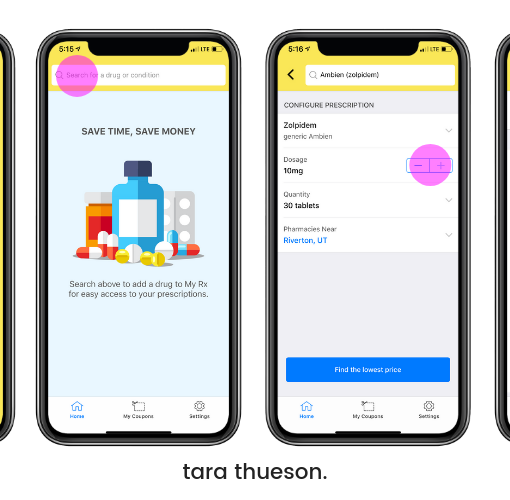 5:15
LTE
Search for a drug or condition
SAVE TIME, SAVE MONEY
Search above to add a drug to My Rx
for easy access to your prescriptions.
Home
My Coupons
Settings
5:16
LTE
Ambien (zolpidem)
CONFIGURE PRESCRIPTION
Zolpidem
generic Ambien
Dosage
10mg
Quantity
30 tablets
Pharmacies Near
Riverton, UT
Find the lowest price
Home
My Coupons
Settings
tara thueson.